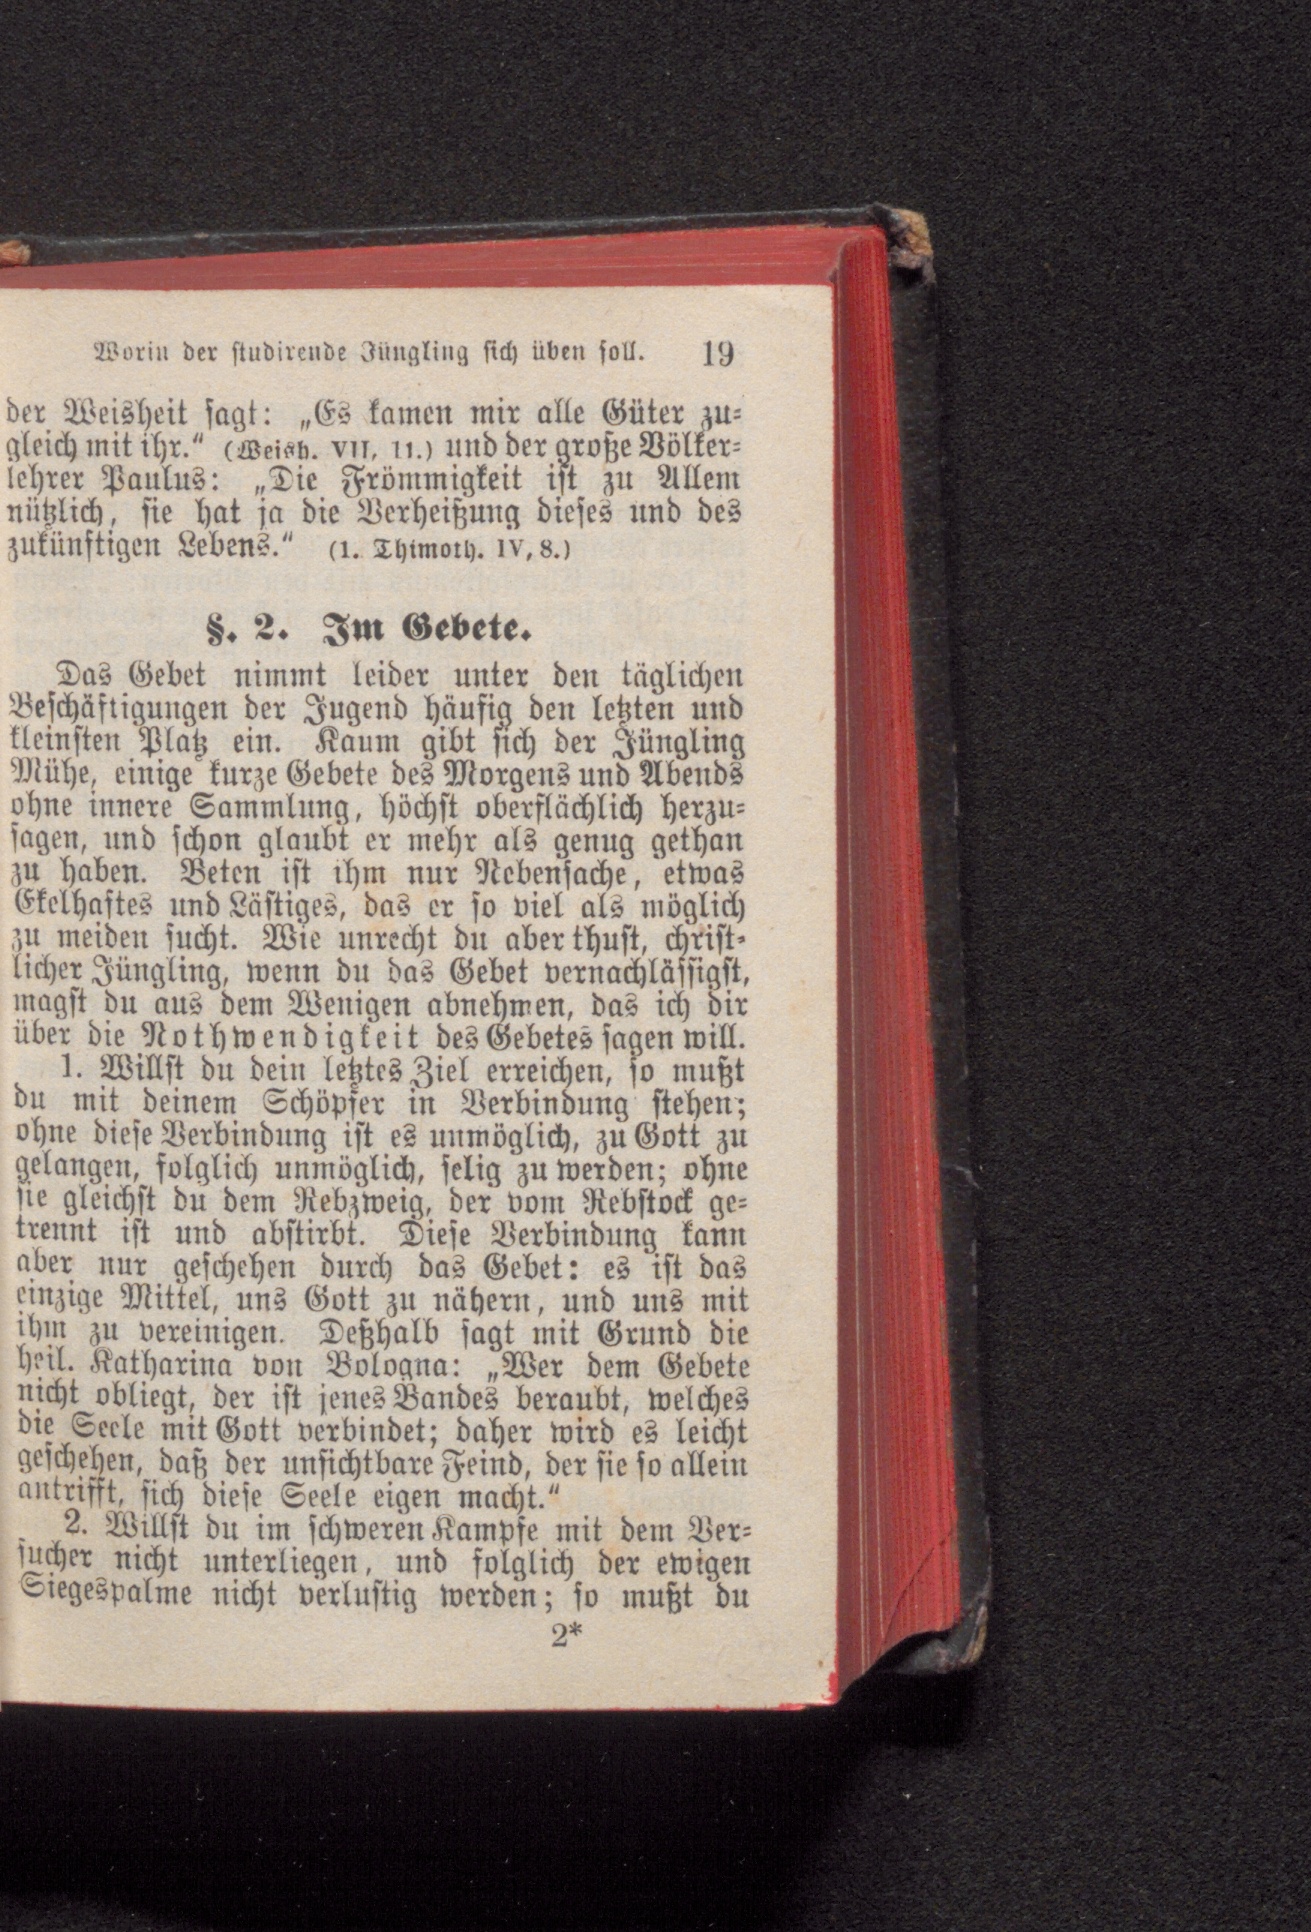 Worin der studirende Jüngling sich üben soll. 19
der Weisheit sagt: „Es kamen mir alle Güter zu-
gleich mit ihr.“ (Weish. VII, 11.) und der große Völker-
lehrer Paulus: „Die Frömmigkeit ist zu Allem
nützlich, sie hat ja die Verheißung dieses und des
zukünftigen Lebens.“ (1. Thimoth. IV, 8.)
§. 2. Im Gebete.
Das Gebet nimmt leider unter den täglichen
Beschäftigungen der Jugend häufig den letzten und
kleinsten Platz ein. Kaum gibt sich der Jüngling
Mühe, einige kurze Gebete des Morgens und Abends
ohne innere Sammlung, höchst oberflächlich herzu-
sagen, und schon glaubt er mehr als genug gethan
zu haben. Beten ist ihm nur Nebensache, etwas
Ekelhaftes und Lästiges, das er so viel als möglich
zu meiden sucht. Wie unrecht du aber thust, christ-
licher Jüngling, wenn du das Gebet vernachlässigst,
magst du aus dem Wenigen abnehmen, das ich dir
über die Nothwendigkeit des Gebetes sagen will.
1. Willst du dein letztes Ziel erreichen, so mußt
du mit deinem Schöpfer in Verbindung stehen;
ohne diese Verbindung ist es unmöglich, zu Gott zu
gelangen, folglich unmöglich, selig zu werden; ohne
sie gleichst du dem Rebzweig, der vom Rebstock ge-
trennt ist und abstirbt. Diese Verbindung kann
aber nur geschehen durch das Gebet: es ist das
einzige Mittel, uns Gott zu nähern, und uns mit
ihm zu vereinigen. Deßhalb sagt mit Grund die
heil. Katharina von Bologna: „Wer dem Gebete
nicht obliegt, der ist jenes Bandes beraubt, welches
die Seele mit Gott verbindet; daher wird es leicht
geschehen, daß der unsichtbare Feind, der sie so allein
antrifft, sich diese Seele eigen macht.“
2. Willst du im schweren Kampfe mit dem Ver-
sucher nicht unterliegen, und folglich der ewigen
Siegespalme nicht verlustig werden; so mußt du
2*